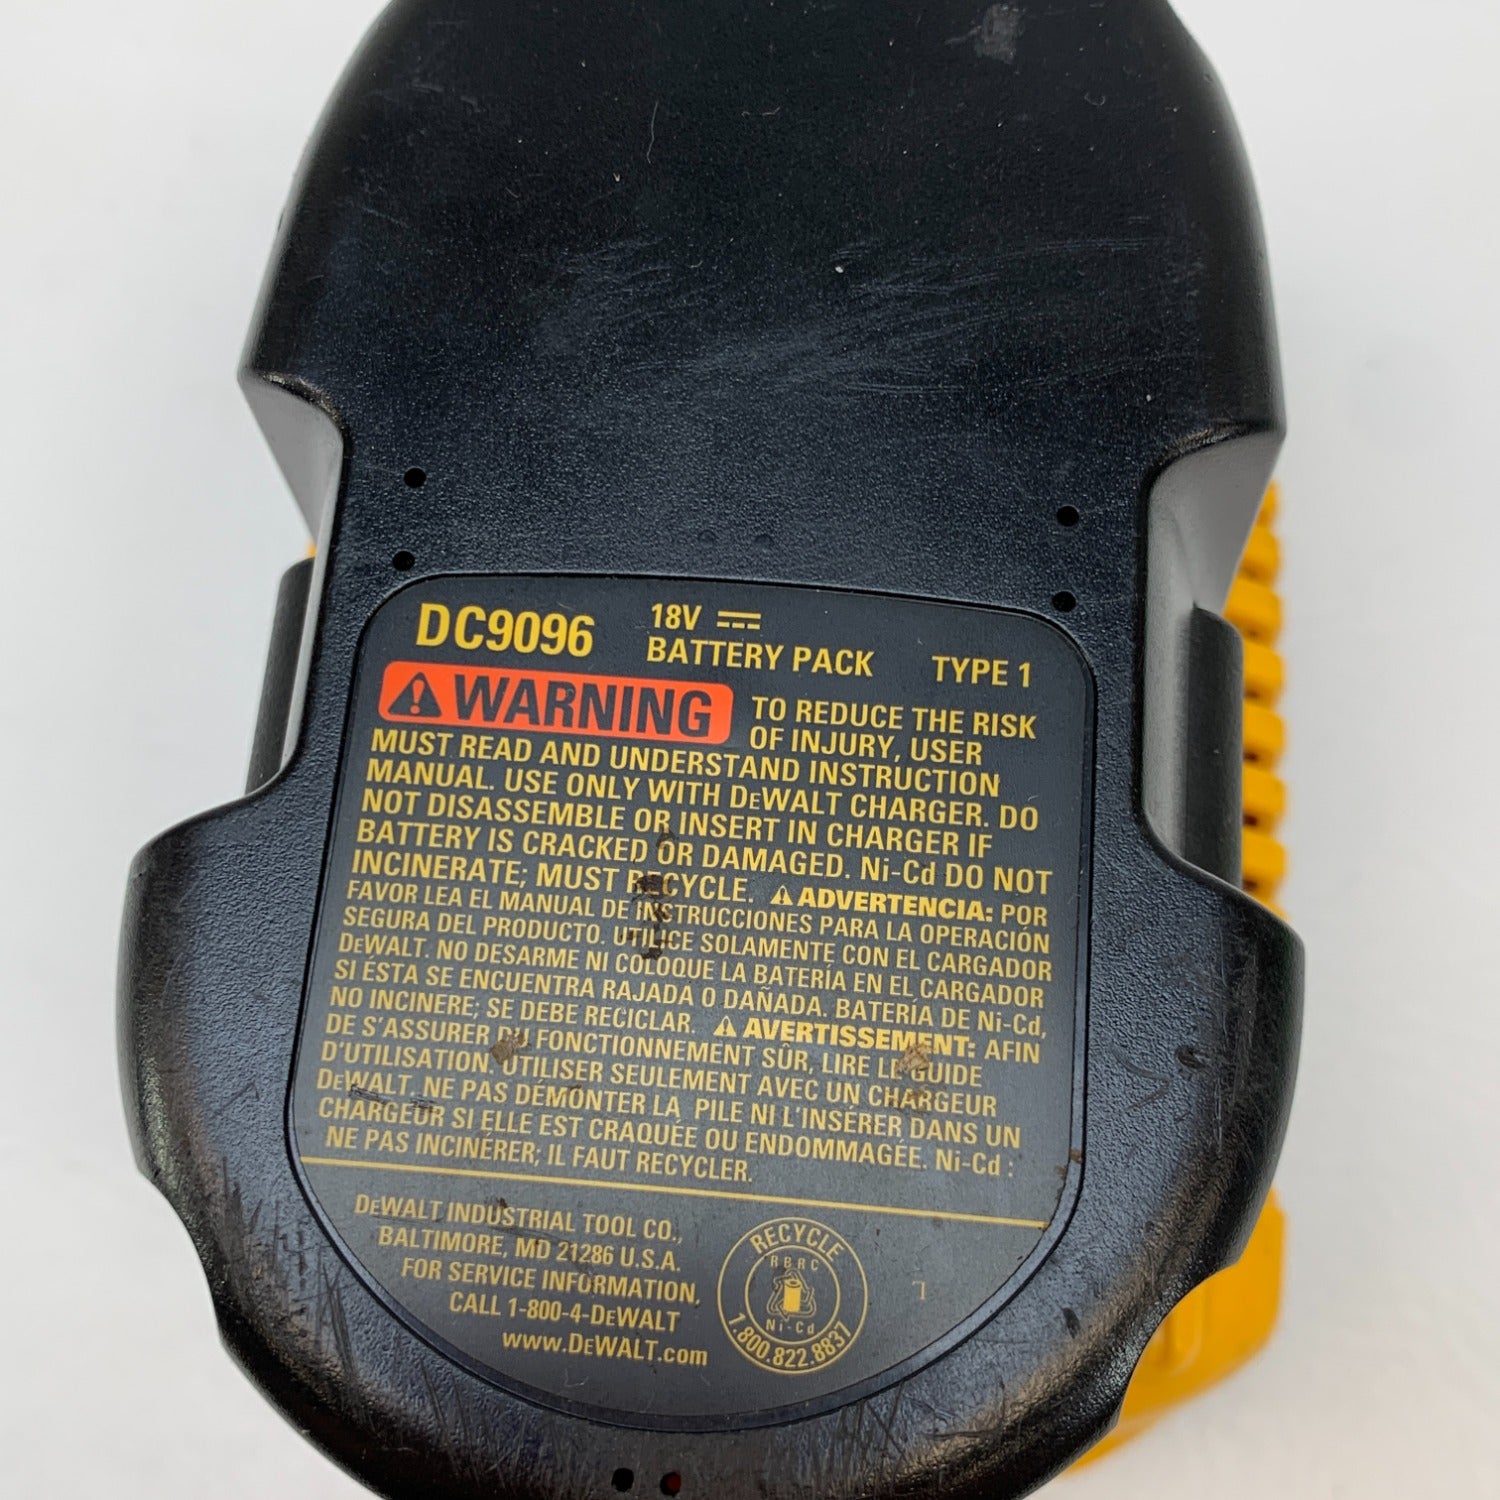 DC9096
18V
BATTERY PACK
TYPE 1
WARNING
TO REDUCE THE RISK
OF INJURY, USER
MUST READ AND UNDERSTAND INSTRUCTION
MANUAL. USE ONLY WITH DEWALT CHARGER. DO
NOT DISASSEMBLE OR INSERT IN CHARGER IF
BATTERY IS CRACKED OR DAMAGED. Ni-Cd DO NOT
INCINERATE; MUST RECYCLE. ADVERTENCIA: POR
FAVOR LEA EL MANUAL DE INSTRUCCIONES PARA LA OPERACIÓN
SEGURA DEL PRODUCTO. UTILICE SOLAMENTE CON EL CARGADOR
DEWALT. NO DESARME NI COLOQUE LA BATERÍA EN EL CARGADOR
SI ÉSTA SE ENCUENTRA RAJADA O DAÑADA. BATERÍA DE Ni-Cd,
NO INCINERE; SE DEBE RECICLAR. AVERTISSEMENT: AFIN
DE S'ASSURER DU FONCTIONNEMENT SÛR, LIRE LE GUIDE
D'UTILISATION. UTILISER SEULEMENT AVEC UN CHARGEUR
DEWALT. NE PAS DÉMONTER LA PILE NI L'INSÉRER DANS UN
CHARGEUR SI ELLE EST CRAQUÉE OU ENDOMMAGÉE. Ni-Cd :
NE PAS INCINÉRER; IL FAUT RECYCLER.
DEWALT INDUSTRIAL TOOL CO.,
BALTIMORE, MD 21286 U.S.A.
FOR SERVICE INFORMATION,
CALL 1-800-4-DEWALT
www.DEWALT.com
RECYCLE
RBRC
Ni-Cd
1.800.822.8837